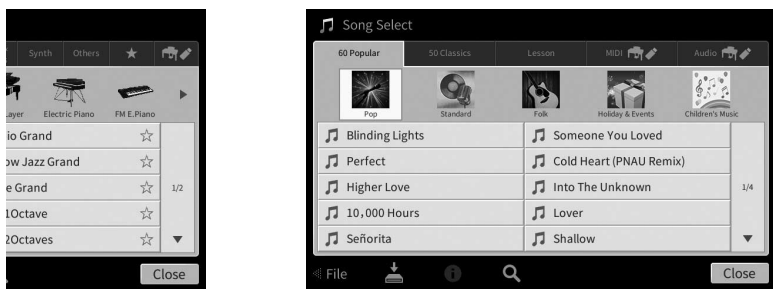 Synth Others
Layer Electric Piano FM E.Piano
io Grand
ow Jazz Grand
e Grand
1Octave
2Octaves
1/2
Close
Song Select
60 Popular 50 Classics Lesson MIDI Audio
Pop Standard Folk Holiday & Events Children's Music
Blinding Lights Someone You Loved
Perfect Cold Heart (PNAU Remix)
Higher Love Into The Unknown
10,000 Hours Lover
Señorita Shallow
1/4
File Close